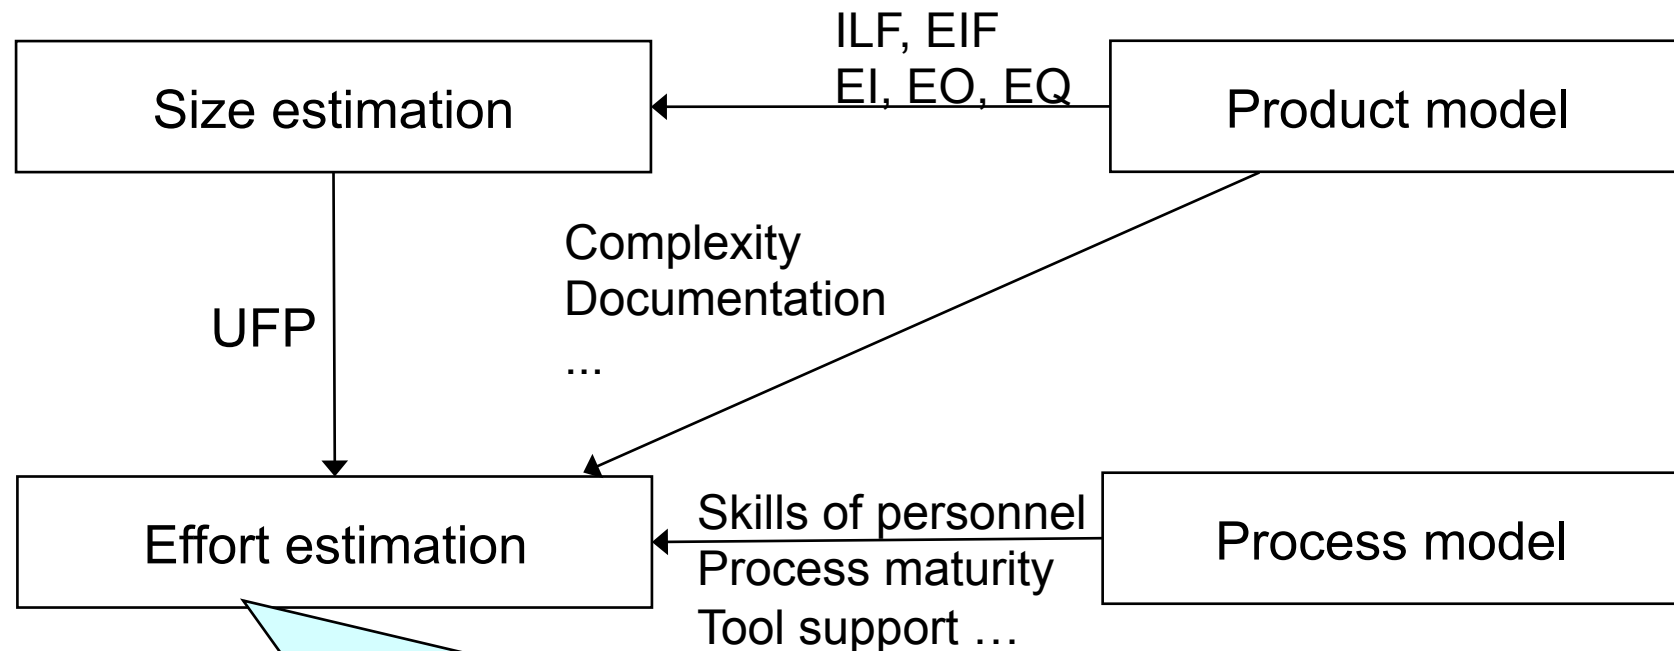 ILF, EIF
EI, EO, EQ
Size estimation
Product model
Complexity
Documentation
...
UFP
Effort estimation
Skills of personnel
Process maturity
Tool support …
Process model